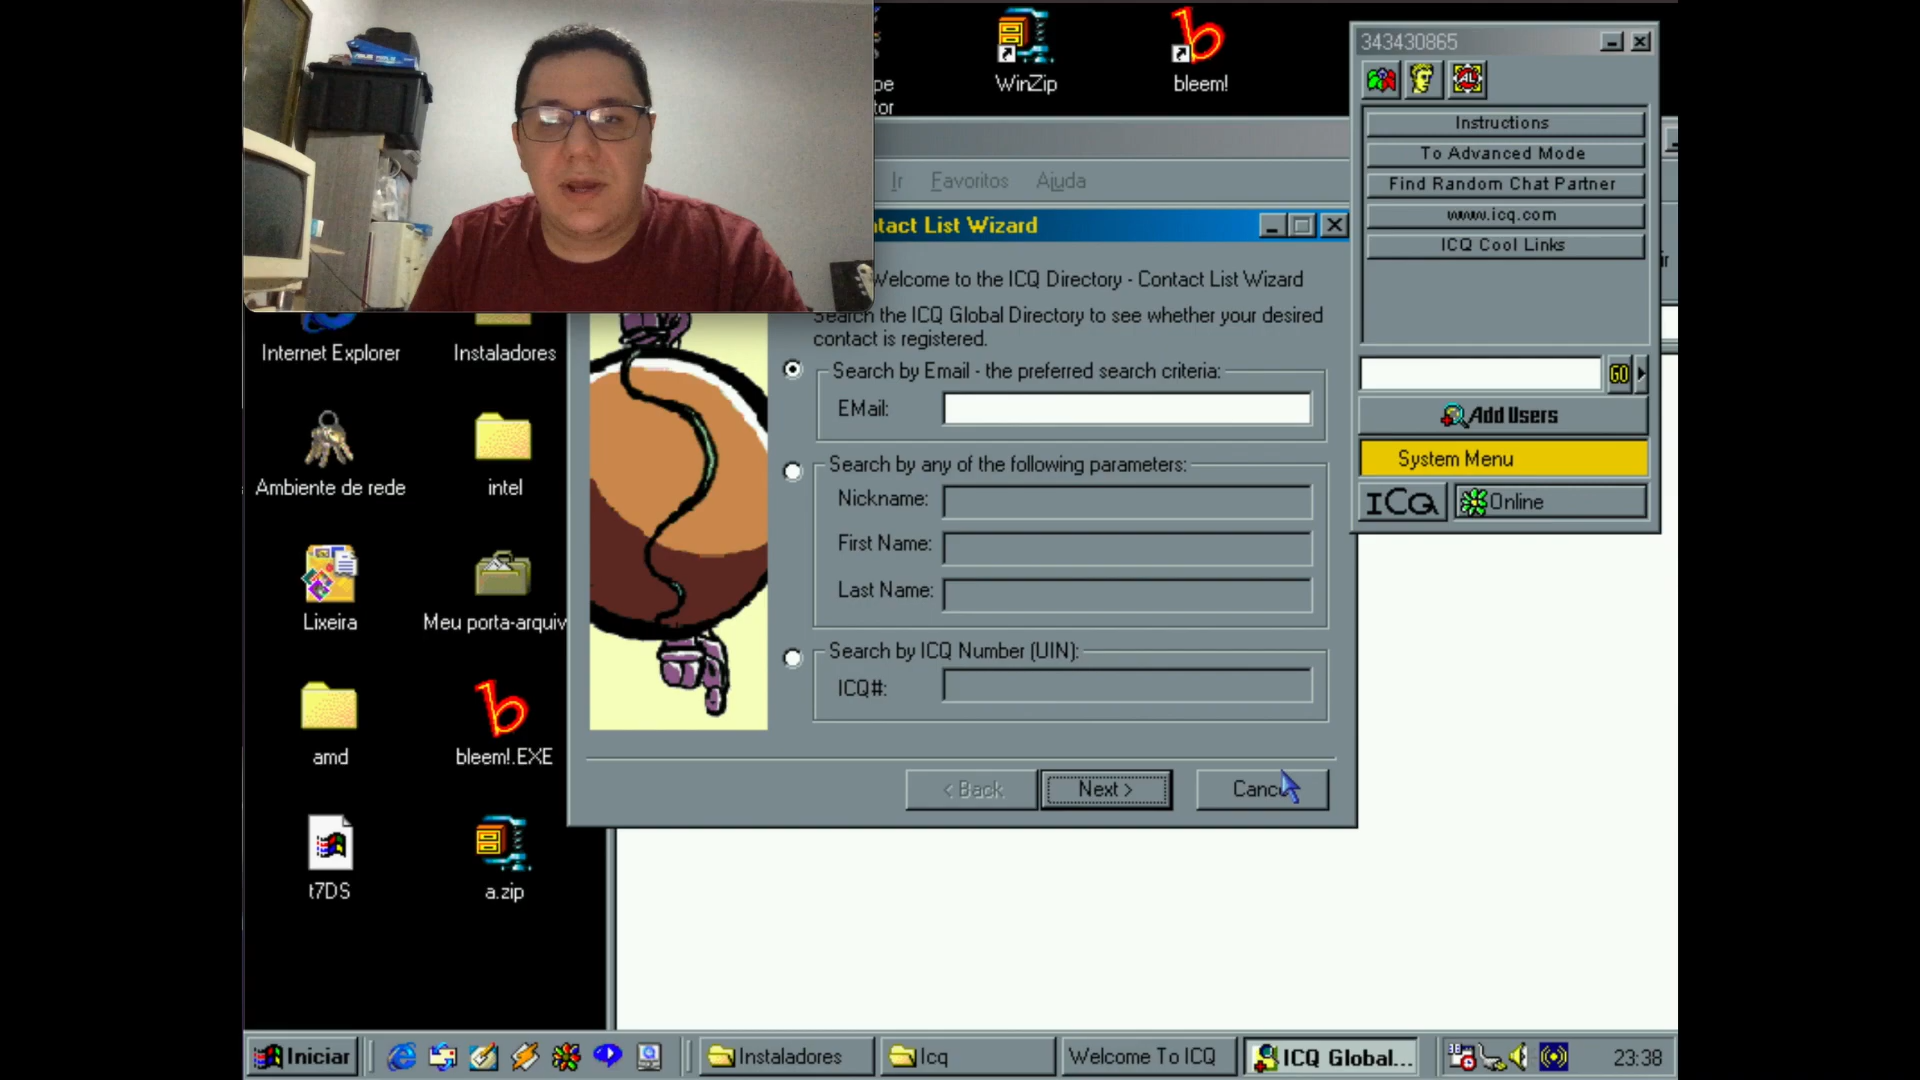 WinZip
bleem!
343430865
Instructions
To Advanced Mode
Find Random Chat Partner
www.icq.com
ICQ Cool Links
GO
Add Users
System Menu
ICQ
Online
Ir Favoritos Ajuda
ntact List Wizard
Welcome to the ICQ Directory - Contact List Wizard
Search the ICQ Global Directory to see whether your desired
contact is registered.
Search by Email - the preferred search criteria:
EMail:
Search by any of the following parameters:
Nickname:
First Name:
Last Name:
Search by ICQ Number (UIN):
ICQ#:
< Back
Next >
Internet Explorer
Instaladores
Ambiente de rede
intel
Lixeira
Meu porta-arquiv
amd
bleem!.EXE
t7DS
a.zip
Iniciar
Instaladores
Icq
Welcome To ICQ
ICQ Global...
23:38